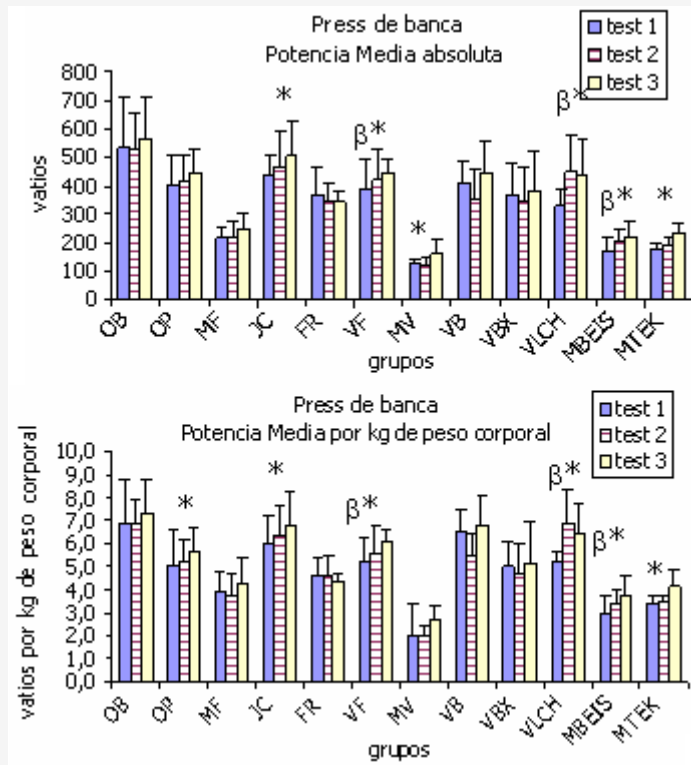 Press de banca
Potencia Media absoluta
test 1
test 2
test 3
vatios
800
700
600
500
400
300
200
100
0
* β* * β* β* *
OB OP MF JC FR VF MV VB VBX VLCH MBEIS MTEK
grupos
Press de banca
Potencia Media por kg de peso corporal
test 1
test 2
test 3
vatios por kg de peso corporal
10,0
9,0
8,0
7,0
6,0
5,0
4,0
3,0
2,0
1,0
0,0
* * β* β* β* *
OB OP MF JC FR VF MV VB VBX VLCH MBEIS MTEK
grupos